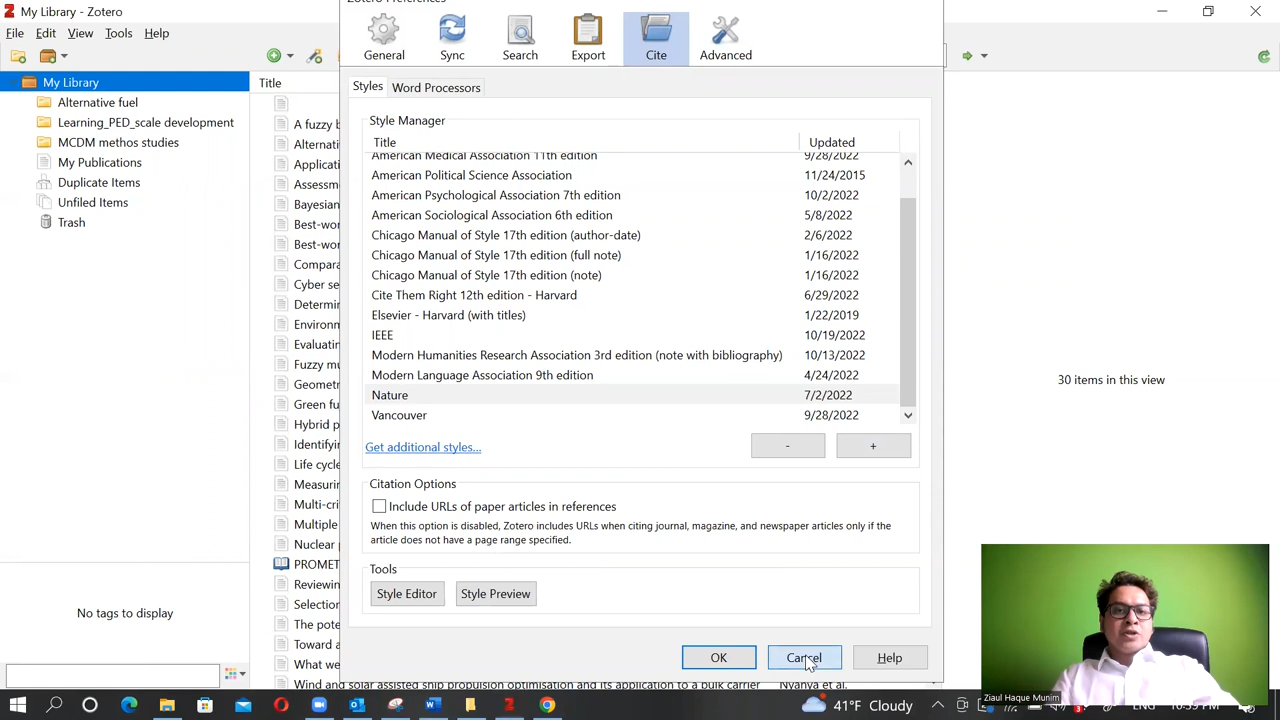 My Library - Zotero
Zotero Preferences
File Edit View Tools Help
General Sync Search Export Cite Advanced
My Library
Alternative fuel
Learning_PED_scale development
MCDM methos studies
My Publications
Duplicate Items
Unfiled Items
Trash
No tags to display
Title
A fuzzy b
Alternati
Applicati
Assessm
Bayesian
Best-wo
Best-wo
Compara
Cyber se
Determin
Environ
Evaluatin
Fuzzy mu
Geometr
Green fu
Hybrid p
Identifyin
Life cycle
Measurin
Multi-cri
Multiple
Nuclear p
PROMET
Reviewin
Selection
The pote
Toward a
What we
Wind and solar assisted ship propulsion optimisation and its application to a bulk carrier Nyanya et al.
Styles Word Processors
Style Manager
Title Updated
American Medical Association 11th edition 9/28/2022
American Political Science Association 11/24/2015
American Psychological Association 7th edition 10/2/2022
American Sociological Association 6th edition 5/8/2022
Chicago Manual of Style 17th edition (author-date) 2/6/2022
Chicago Manual of Style 17th edition (full note) 1/16/2022
Chicago Manual of Style 17th edition (note) 1/16/2022
Cite Them Right 12th edition - Harvard 6/29/2022
Elsevier - Harvard (with titles) 1/22/2019
IEEE 10/19/2022
Modern Humanities Research Association 3rd edition (note with bibliography) 10/13/2022
Modern Language Association 9th edition 4/24/2022
Nature 7/2/2022
Vancouver 9/28/2022
Get additional styles... - +
Citation Options
Include URLs of paper articles in references
When this option is disabled, Zotero includes URLs when citing journal, magazine, and newspaper articles only if the
article does not have a page range specified.
Tools
Style Editor Style Preview
OK Cancel Help
30 items in this view
Ziaul Haque Munim
41°F Cloudy